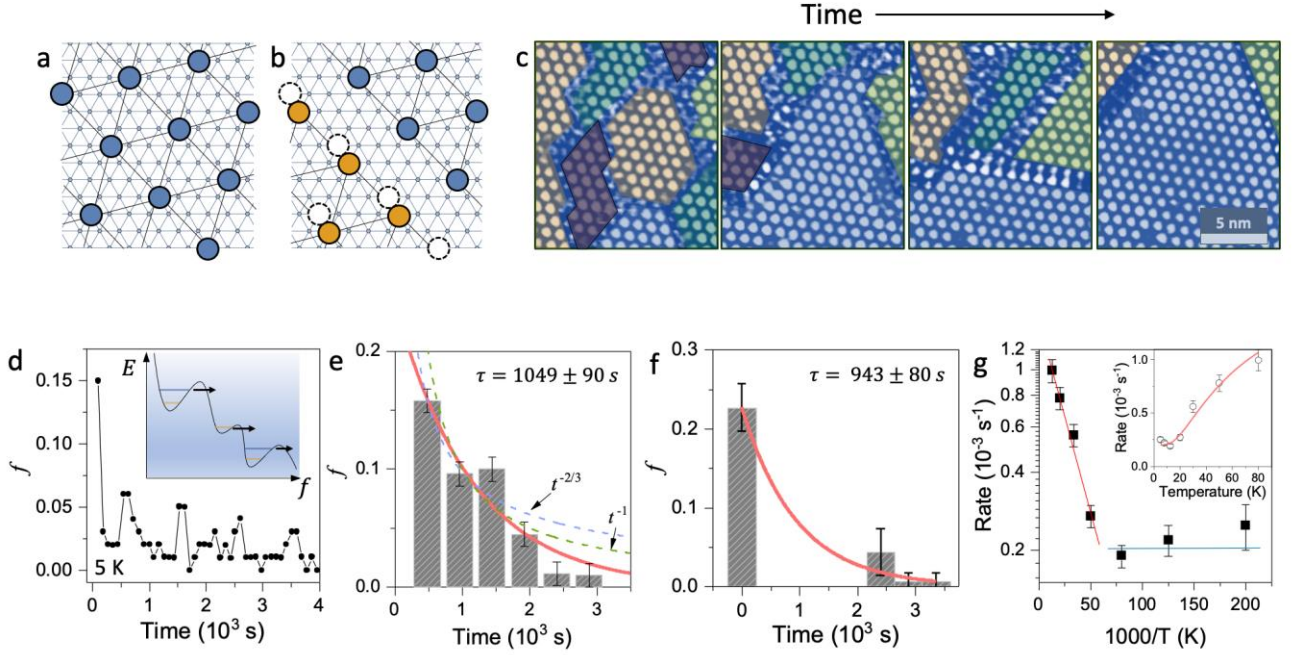 Time
a
b
c
5 nm
d
E
f
5 K
0.15
0.10
0.05
0.00
f
0
1
2
3
4
Time (10³ s)
e
τ = 1049 ± 90 s
t⁻²/³
t⁻¹
0.2
0.1
0.0
f
0
1
2
3
Time (10³ s)
f
τ = 943 ± 80 s
0.3
0.2
0.1
0.0
f
0
1
2
3
Time (10³ s)
g
1.2
1.0
0.8
0.6
0.4
0.2
Rate (10⁻³ s⁻¹)
0
50
100
150
200
1000/T (K)
1.0
0.5
0.0
Rate (10⁻³ s⁻¹)
0
20
40
60
80
Temperature (K)